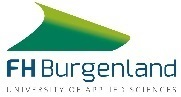 FH Burgenland
UNIVERSITY OF APPLIED SCIENCES